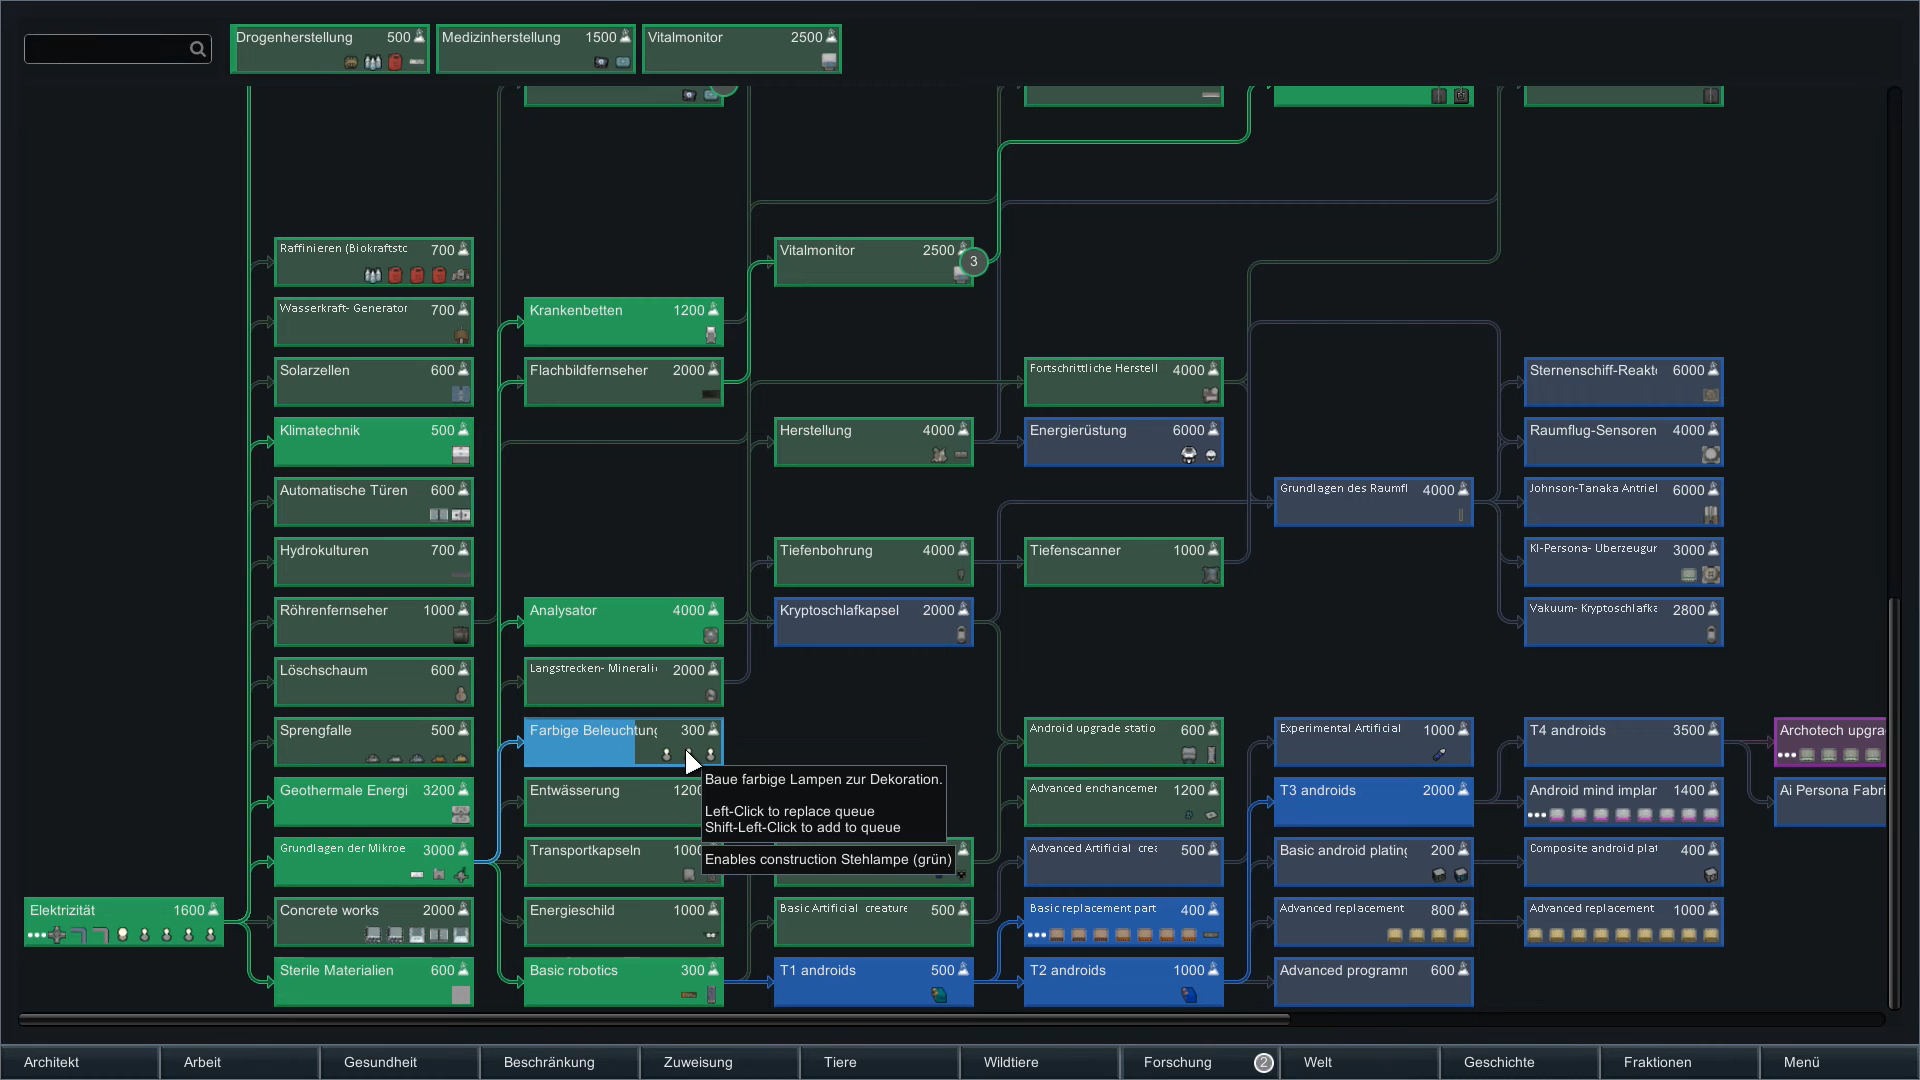 Drogenherstellung 500
Medizinherstellung 1500
Vitalmonitor 2500
Raffinieren (Biokraftstc 700
Vitalmonitor 2500
3
Wasserkraft- Generator 700
Krankenbetten 1200
Solarzellen 600
Flachbildfernseher 2000
Fortschrittliche Herstell 4000
Sternenschiff-Reakt 6000
Klimatechnik 500
Herstellung 4000
Energierüstung 6000
Raumflug-Sensoren 4000
Automatische Türen 600
Grundlagen des Raumfl 4000
Johnson-Tanaka Antriel 6000
Hydrokulturen 700
Tiefenbohrung 4000
Tiefenscanner 1000
KI-Persona- Uberzeugur 3000
Röhrenfernseher 1000
Analysator 4000
Kryptoschlafkapsel 2000
Vakuum- Kryptoschlafka 2800
Löschschaum 600
Langstrecken- Minerali 2000
Sprengfalle 500
Farbige Beleuchtung 300
Android upgrade statio 600
Experimental Artificial 1000
T4 androids 3500
Archotech upgra
Baue farbige Lampen zur Dekoration.
Left-Click to replace queue
Shift-Left-Click to add to queue
Enables construction Stehlampe (grün)
Geothermale Energi 3200
Entwässerung 1200
Advanced enchancemer 1200
T3 androids 2000
Android mind implar 1400
Ai Persona Fabri
Grundlagen der Mikroe 3000
Transportkapseln 1000
Advanced Artificial crea 500
Basic android plating 200
Composite android plat 400
Elektrizität 1600
Concrete works 2000
Energieschild 1000
Basic Artificial creature 500
Basic replacement part 400
Advanced replacement 800
Advanced replacement 1000
Sterile Materialien 600
Basic robotics 300
T1 androids 500
T2 androids 1000
Advanced programn 600
Architekt
Arbeit
Gesundheit
Beschränkung
Zuweisung
Tiere
Wildtiere
Forschung 2
Welt
Geschichte
Fraktionen
Menü